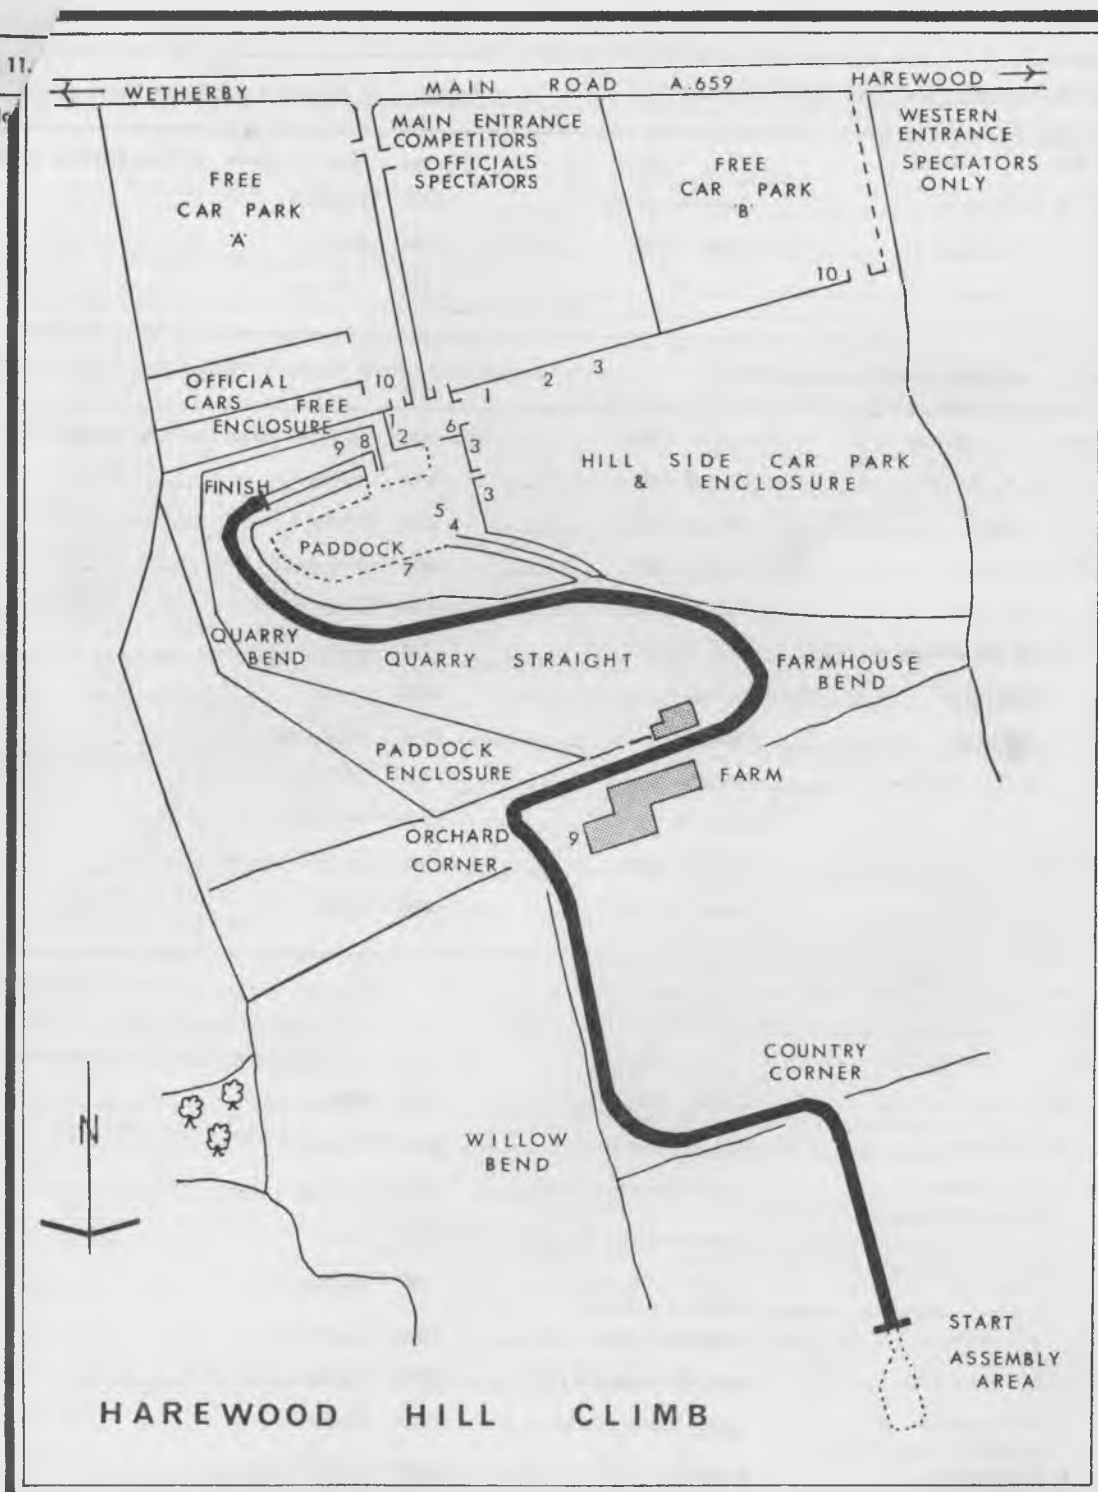 11.
WETHERBY
MAIN ROAD A.659
HAREWOOD
MAIN ENTRANCE
COMPETITORS
OFFICIALS
SPECTATORS
WESTERN
ENTRANCE
SPECTATORS
ONLY
FREE
CAR PARK
'A'
FREE
CAR PARK
'B'
10
3
2
1
OFFICIAL
CARS
10
FREE
ENCLOSURE
1
2
6
3
8
9
HILL SIDE CAR PARK
& ENCLOSURE
FINISH
3
5
4
PADDOCK
7
QUARRY
BEND
QUARRY STRAIGHT
FARMHOUSE
BEND
PADDOCK
ENCLOSURE
FARM
ORCHARD
CORNER
9
COUNTRY
CORNER
N
WILLOW
BEND
START
ASSEMBLY
AREA
HAREWOOD HILL CLIMB